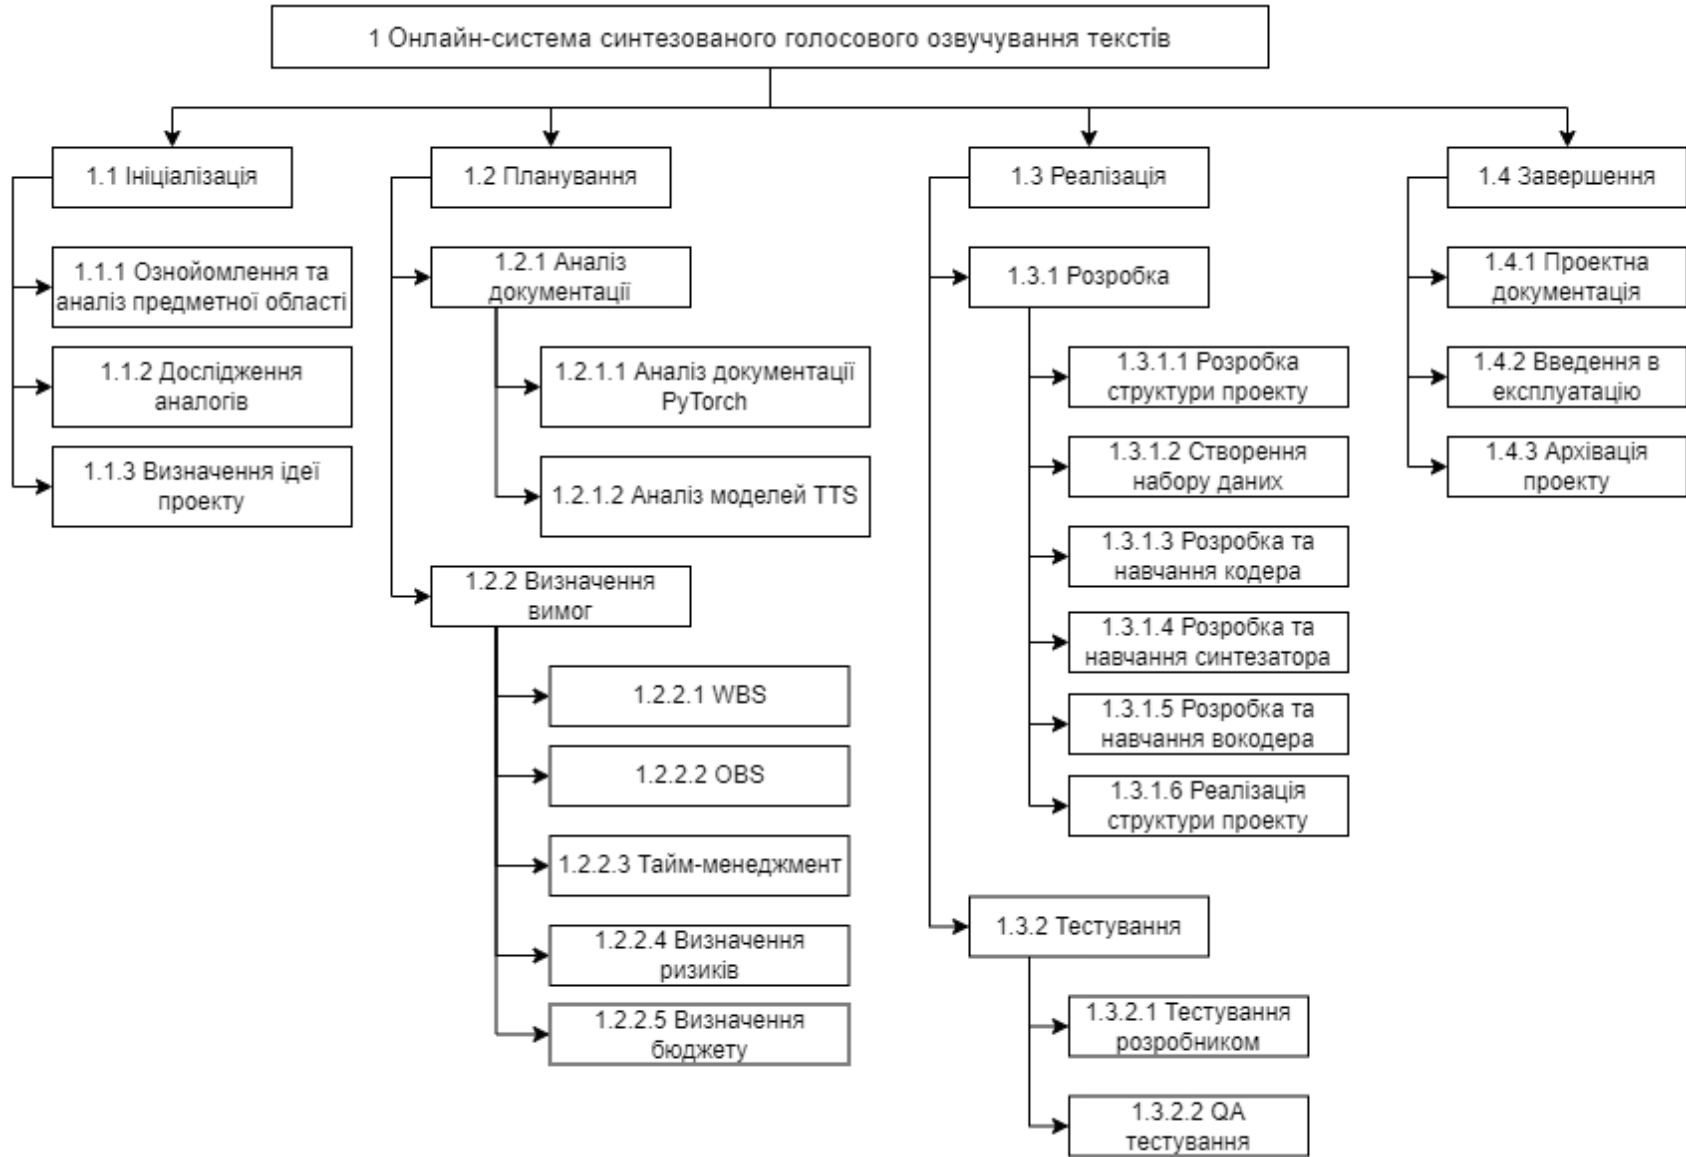 1 Онлайн-система синтезованого голосового озвучування текстів
1.1 Ініціалізація
1.1.1 Ознойомлення та
аналіз предметної області
1.1.2 Дослідження
аналогів
1.1.3 Визначення ідеї
проекту
1.2 Планування
1.2.1 Аналіз
документації
1.2.1.1 Аналіз документації
PyTorch
1.2.1.2 Аналіз моделей TTS
1.2.2 Визначення
вимог
1.2.2.1 WBS
1.2.2.2 OBS
1.2.2.3 Тайм-менеджмент
1.2.2.4 Визначення
ризиків
1.2.2.5 Визначення
бюджету
1.3 Реалізація
1.3.1 Розробка
1.3.1.1 Розробка
структури проекту
1.3.1.2 Створення
набору даних
1.3.1.3 Розробка та
навчання кодера
1.3.1.4 Розробка та
навчання синтезатора
1.3.1.5 Розробка та
навчання вокодера
1.3.1.6 Реалізація
структури проекту
1.3.2 Тестування
1.3.2.1 Тестування
розробником
1.3.2.2 QA
тестування
1.4 Завершення
1.4.1 Проектна
документація
1.4.2 Введення в
експлуатацію
1.4.3 Архівація
проекту